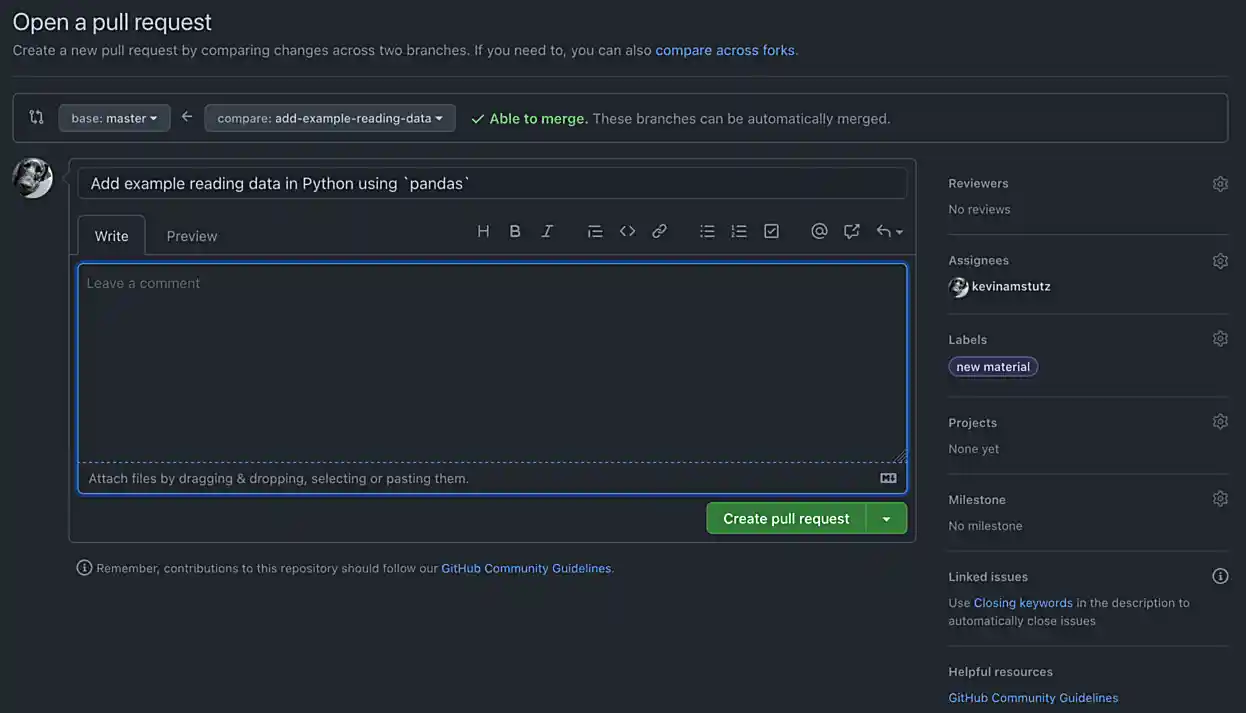 Open a pull request
Create a new pull request by comparing changes across two branches. If you need to, you can also compare across forks.
base: master
compare: add-example-reading-data
Able to merge. These branches can be automatically merged.
Add example reading data in Python using `pandas`
Write
Preview
Leave a comment
Attach files by dragging & dropping, selecting or pasting them.
Create pull request
Remember, contributions to this repository should follow our GitHub Community Guidelines.
Reviewers
No reviews
Assignees
kevinamstutz
Labels
new material
Projects
None yet
Milestone
No milestone
Linked issues
Use Closing keywords in the description to
automatically close issues
Helpful resources
GitHub Community Guidelines